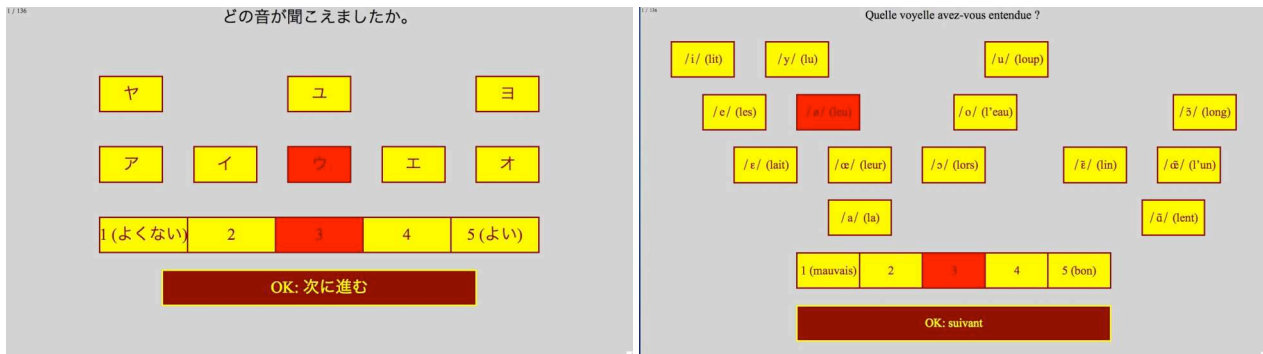 1 / 136
どの音が聞こえましたか。
ヤ ユ ヨ
ア イ ウ エ オ
1 (よくない) 2 3 4 5 (よい)
OK: 次に進む
1 / 136
Quelle voyelle avez-vous entendue ?
/i/ (lit) /y/ (lu) /u/ (loup)
/e/ (les) /ø/ (leu) /o/ (l'eau) /ɔ̃/ (long)
/ɛ/ (lait) /œ/ (leur) /ɔ/ (lors) /ɛ̃/ (lin) /œ̃/ (l'un)
/a/ (la) /ɑ̃/ (lent)
1 (mauvais) 2 3 4 5 (bon)
OK: suivant